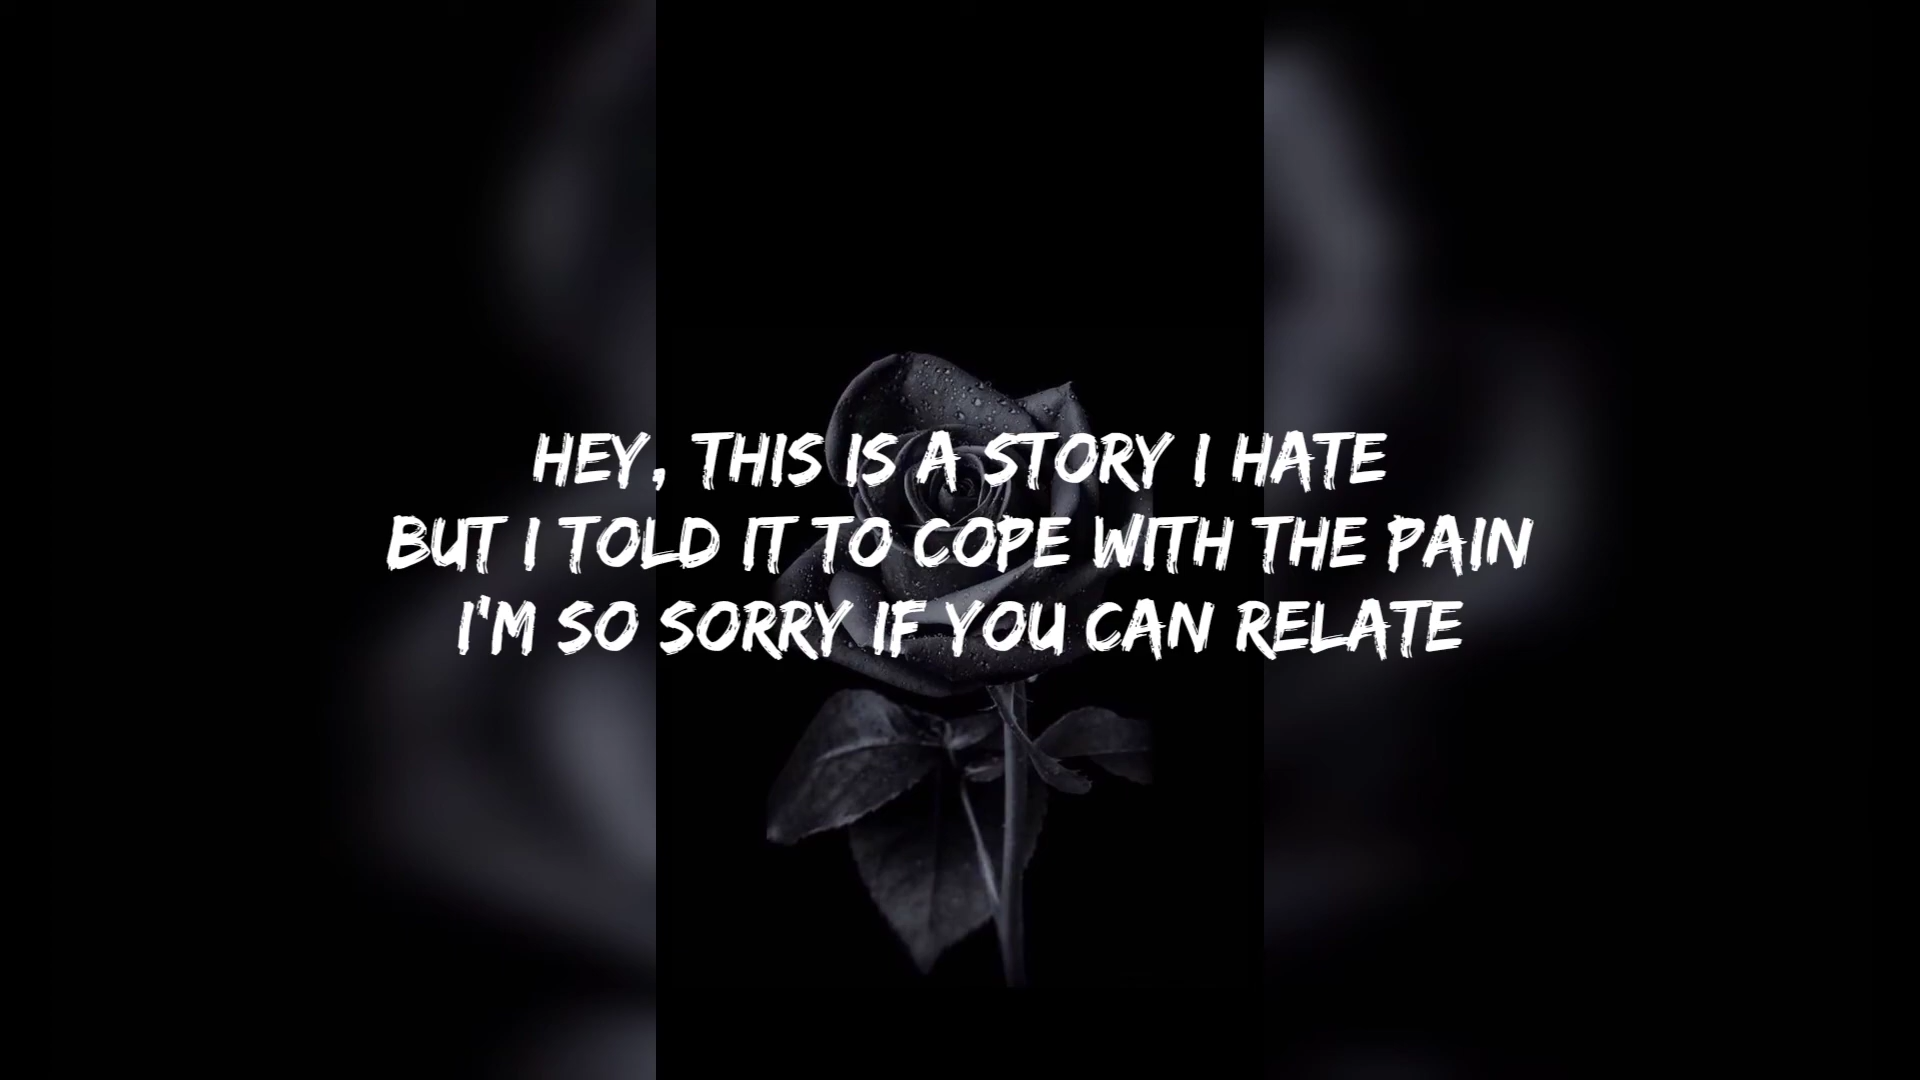 HEY, THIS IS A STORY I HATE
BUT I TOLD IT TO COPE WITH THE PAIN
I'M SO SORRY IF YOU CAN RELATE